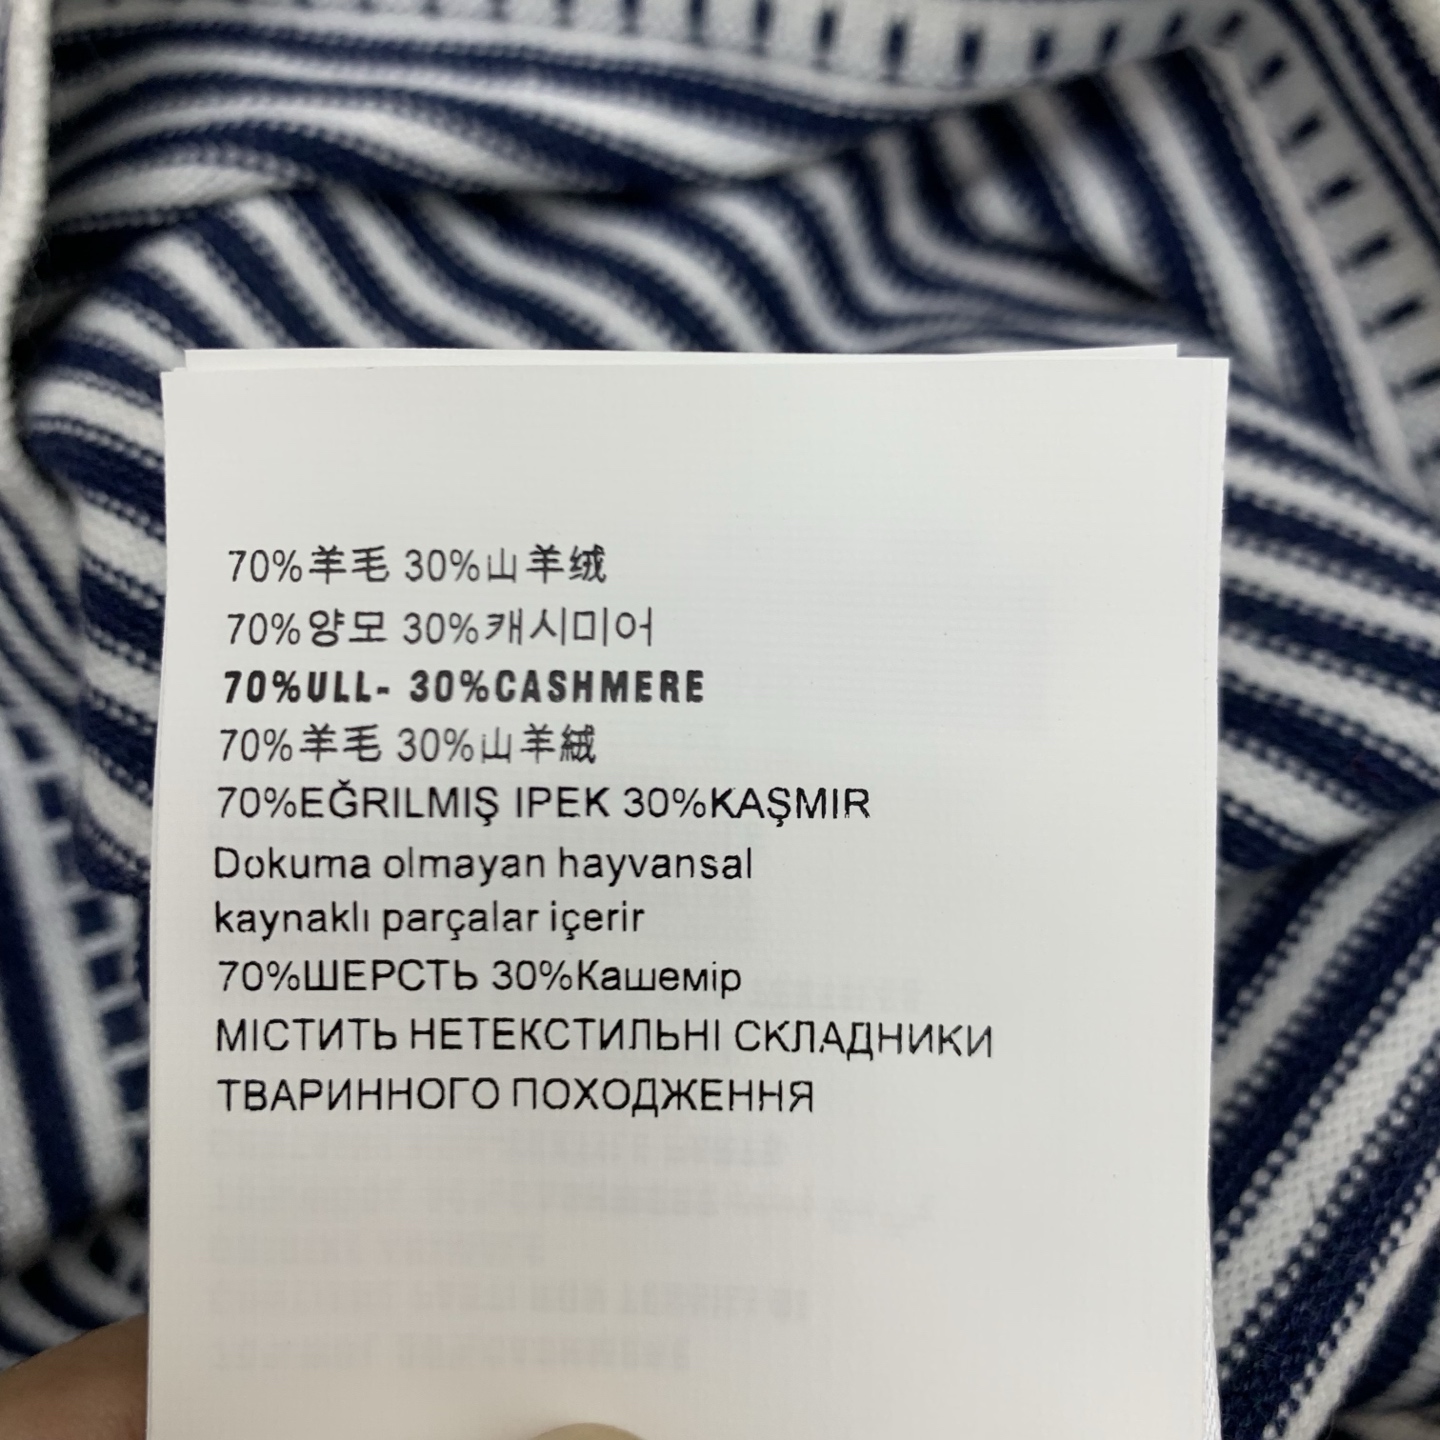 70%羊毛 30%山羊绒
70%양모 30%캐시미어
70%ULL- 30%CASHMERE
70%羊毛 30%山羊絨
70%EĞRILMIŞ IPEK 30%KAŞMIR
Dokuma olmayan hayvansal
kaynaklı parçalar içerir
70%ШЕРСТЬ 30%Кашемір
МІСТИТЬ НЕТЕКСТИЛЬНІ СКЛАДНИКИ
ТВАРИННОГО ПОХОДЖЕННЯ